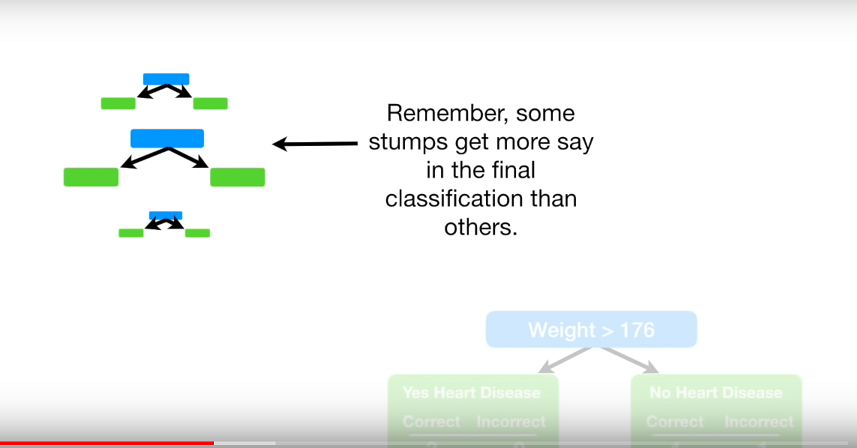 Remember, some
stumps get more say
in the final
classification than
others.
Weight > 176
Yes Heart Disease
No Heart Disease
Correct Incorrect
Correct Incorrect